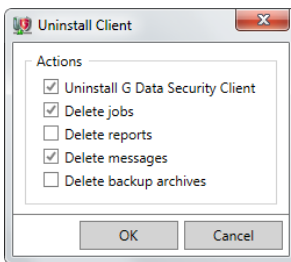 Uninstall Client
Actions
Uninstall G Data Security Client
Delete jobs
Delete reports
Delete messages
Delete backup archives
OK
Cancel